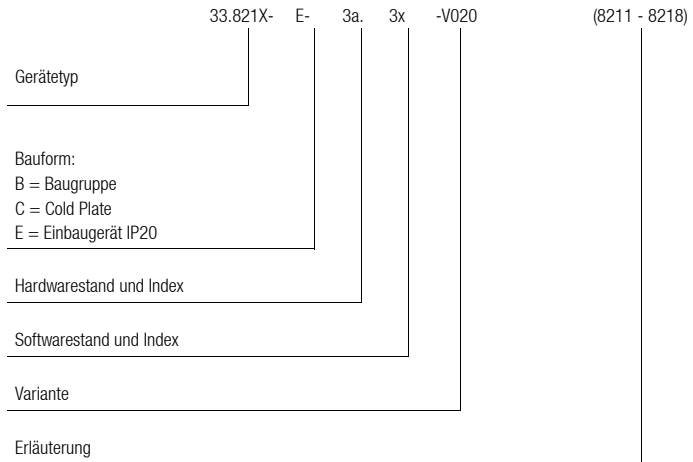 33.821X- E- 3a. 3x -V020 (8211 - 8218)
Gerätetyp
Bauform:
B = Baugruppe
C = Cold Plate
E = Einbaugerät IP20
Hardwarestand und Index
Softwarestand und Index
Variante
Erläuterung